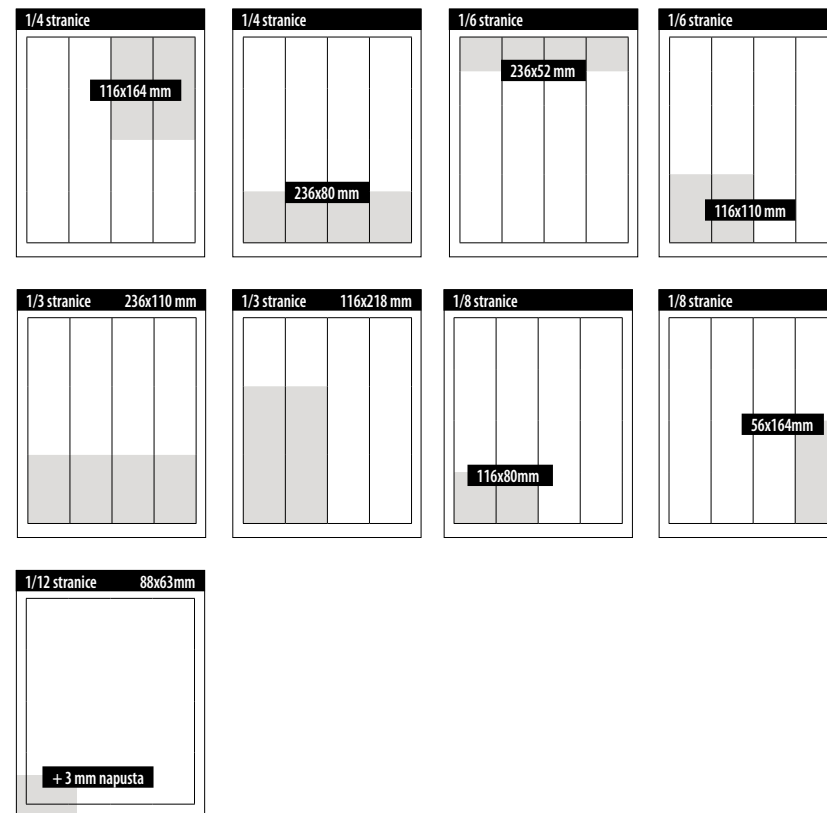 1/4 stranice
116x164 mm
1/4 stranice
236x80 mm
1/6 stranice
236x52 mm
1/6 stranice
116x110 mm
1/3 stranice 236x110 mm
1/3 stranice 116x218 mm
1/8 stranice
116x80mm
1/8 stranice
56x164mm
1/12 stranice 88x63mm
+ 3 mm napusta